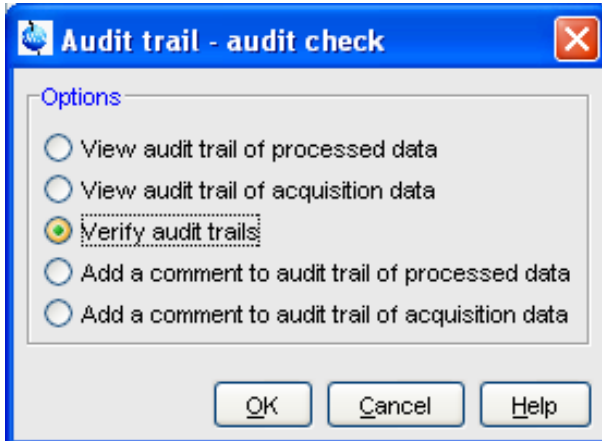 Audit trail - audit check
Options
View audit trail of processed data
View audit trail of acquisition data
Verify audit trails
Add a comment to audit trail of processed data
Add a comment to audit trail of acquisition data
OK Cancel Help